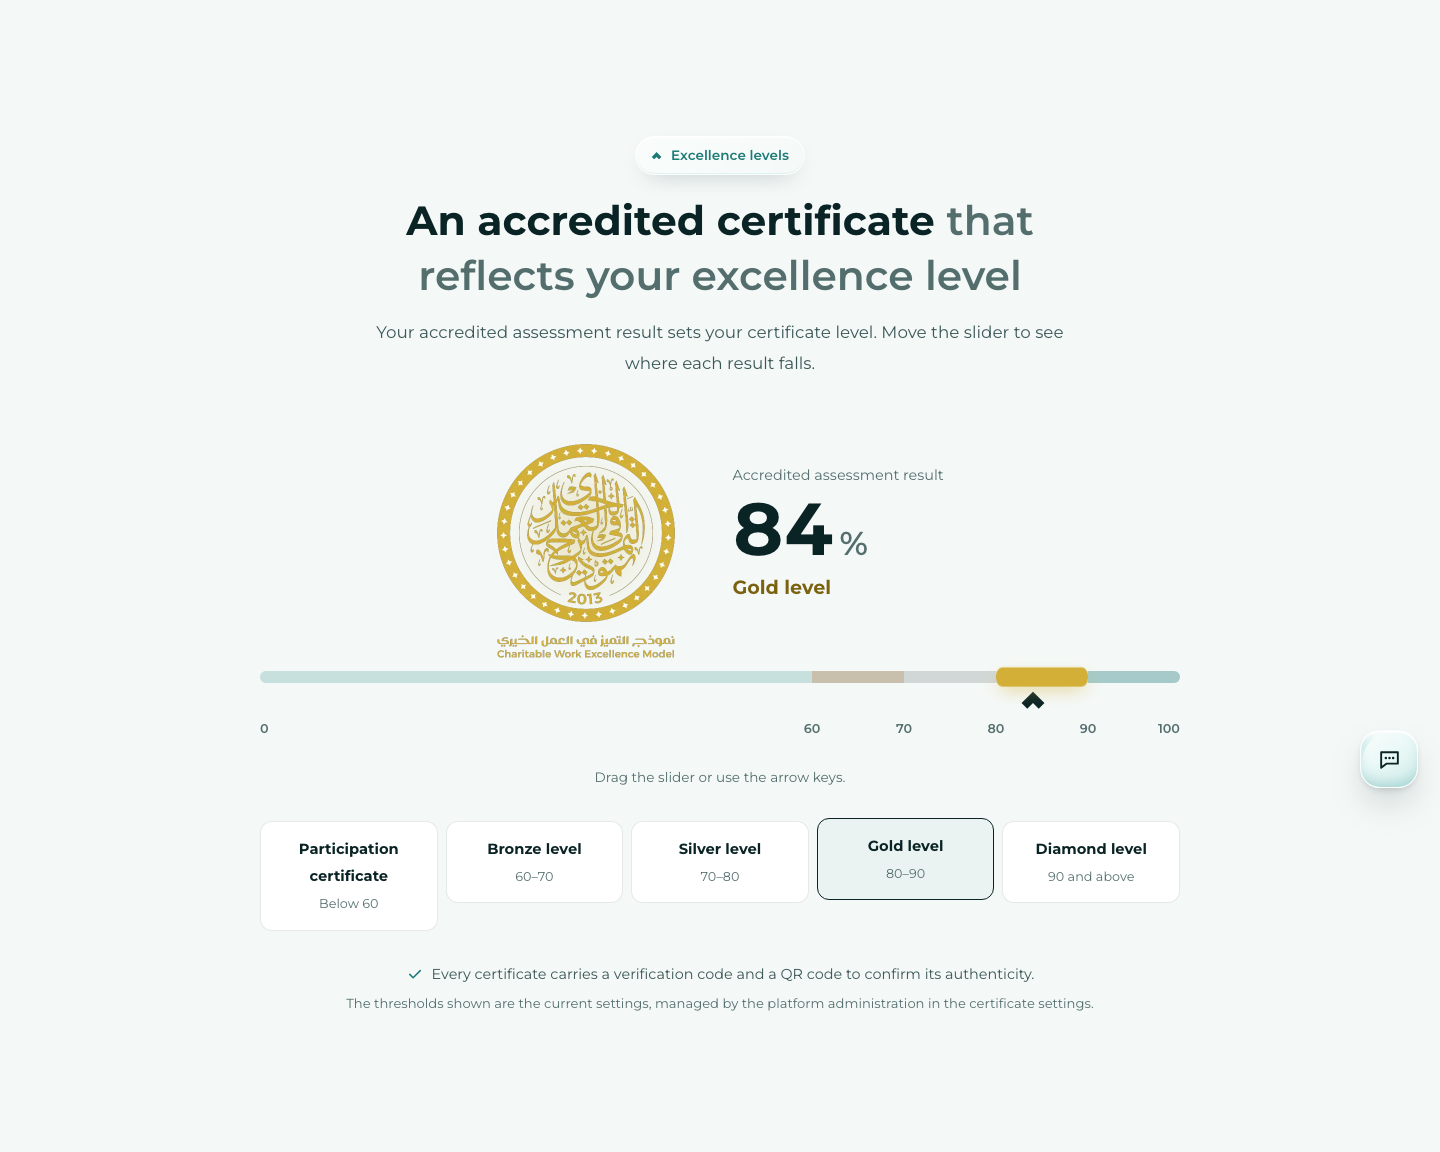 Excellence levels
An accredited certificate that
reflects your excellence level
Your accredited assessment result sets your certificate level. Move the slider to see
where each result falls.
2013
نموذج التميز في العمل الخيري
Charitable Work Excellence Model
Accredited assessment result
84 %
Gold level
0 60 70 80 90 100
Drag the slider or use the arrow keys.
Participation
certificate
Below 60
Bronze level
60–70
Silver level
70–80
Gold level
80–90
Diamond level
90 and above
Every certificate carries a verification code and a QR code to confirm its authenticity.
The thresholds shown are the current settings, managed by the platform administration in the certificate settings.